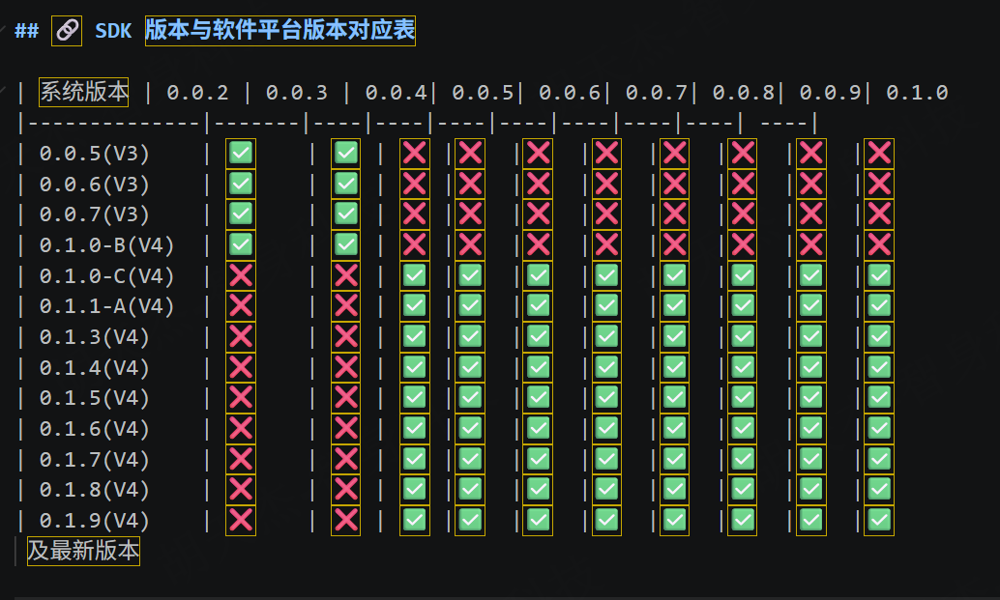 ## 🔗 SDK 版本与软件平台版本对应表
| 系统版本 | 0.0.2 | 0.0.3 | 0.0.4| 0.0.5| 0.0.6| 0.0.7| 0.0.8| 0.0.9| 0.1.0
|--------------|-------|----|----|----|----|----|----|----| ----|
| 0.0.5(V3) | ✅ | ✅ | ❌ |❌ |❌ |❌ |❌ |❌ |❌ |❌
| 0.0.6(V3) | ✅ | ✅ | ❌ |❌ |❌ |❌ |❌ |❌ |❌ |❌
| 0.0.7(V3) | ✅ | ✅ | ❌ |❌ |❌ |❌ |❌ |❌ |❌ |❌
| 0.1.0-B(V4) | ✅ | ✅ | ❌ |❌ |❌ |❌ |❌ |❌ |❌ |❌
| 0.1.0-C(V4) | ❌ | ❌ | ✅ |✅ |✅ |✅ |✅ |✅ |✅ |✅
| 0.1.1-A(V4) | ❌ | ❌ | ✅ |✅ |✅ |✅ |✅ |✅ |✅ |✅
| 0.1.3(V4) | ❌ | ❌ | ✅ |✅ |✅ |✅ |✅ |✅ |✅ |✅
| 0.1.4(V4) | ❌ | ❌ | ✅ |✅ |✅ |✅ |✅ |✅ |✅ |✅
| 0.1.5(V4) | ❌ | ❌ | ✅ |✅ |✅ |✅ |✅ |✅ |✅ |✅
| 0.1.6(V4) | ❌ | ❌ | ✅ |✅ |✅ |✅ |✅ |✅ |✅ |✅
| 0.1.7(V4) | ❌ | ❌ | ✅ |✅ |✅ |✅ |✅ |✅ |✅ |✅
| 0.1.8(V4) | ❌ | ❌ | ✅ |✅ |✅ |✅ |✅ |✅ |✅ |✅
| 0.1.9(V4) | ❌ | ❌ | ✅ |✅ |✅ |✅ |✅ |✅ |✅ |✅
及最新版本